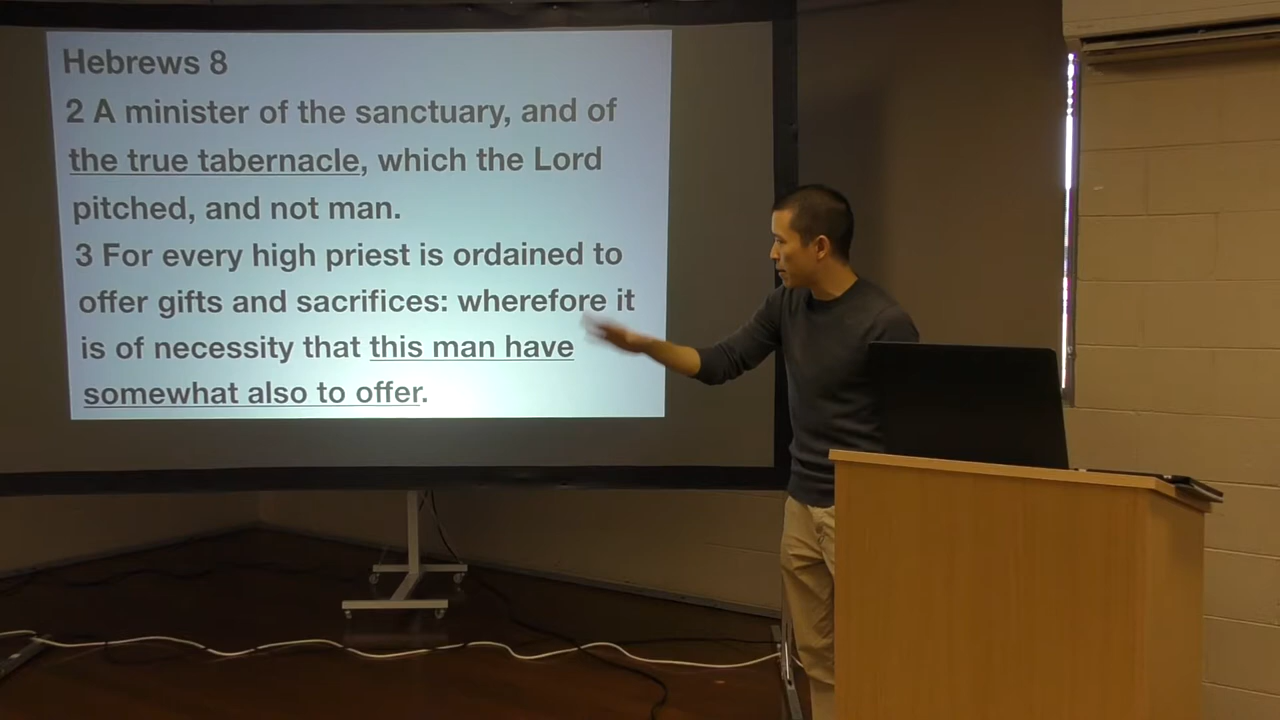 Hebrews 8
2 A minister of the sanctuary, and of
the true tabernacle, which the Lord
pitched, and not man.
3 For every high priest is ordained to
offer gifts and sacrifices: wherefore it
is of necessity that this man have
somewhat also to offer.